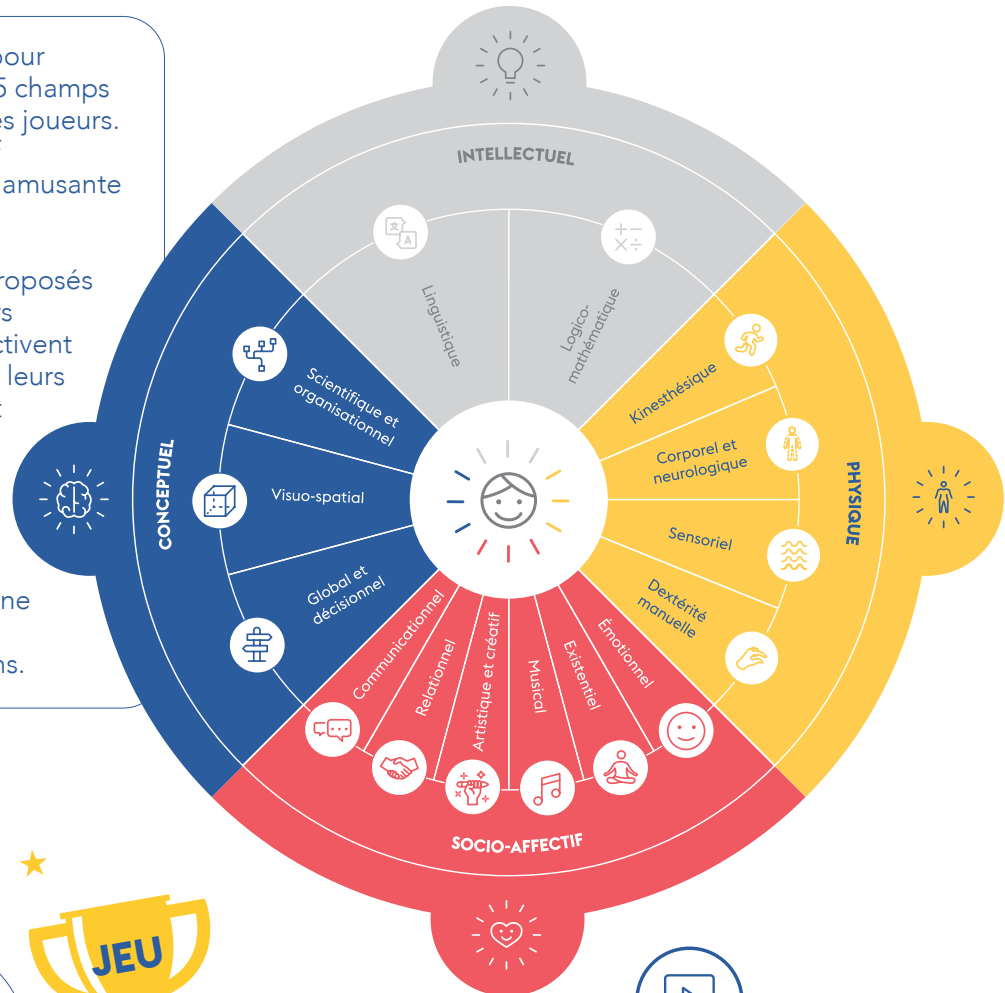 pour
5 champs
es joueurs.
amusante
roposés
rs
ctivent
leurs
t
ne
ns.
INTELLECTUEL
Linguistique
Logico-
mathématique
PHYSIQUE
Kinesthésique
Corporel et
neurologique
Sensoriel
Dextérité
manuelle
SOCIO-AFFECTIF
Émotionnel
Existentiel
Musical
Artistique et créatif
Relationnel
Communicationnel
CONCEPTUEL
Global et
décisionnel
Visuo-spatial
Scientifique et
organisationnel
A
JEU